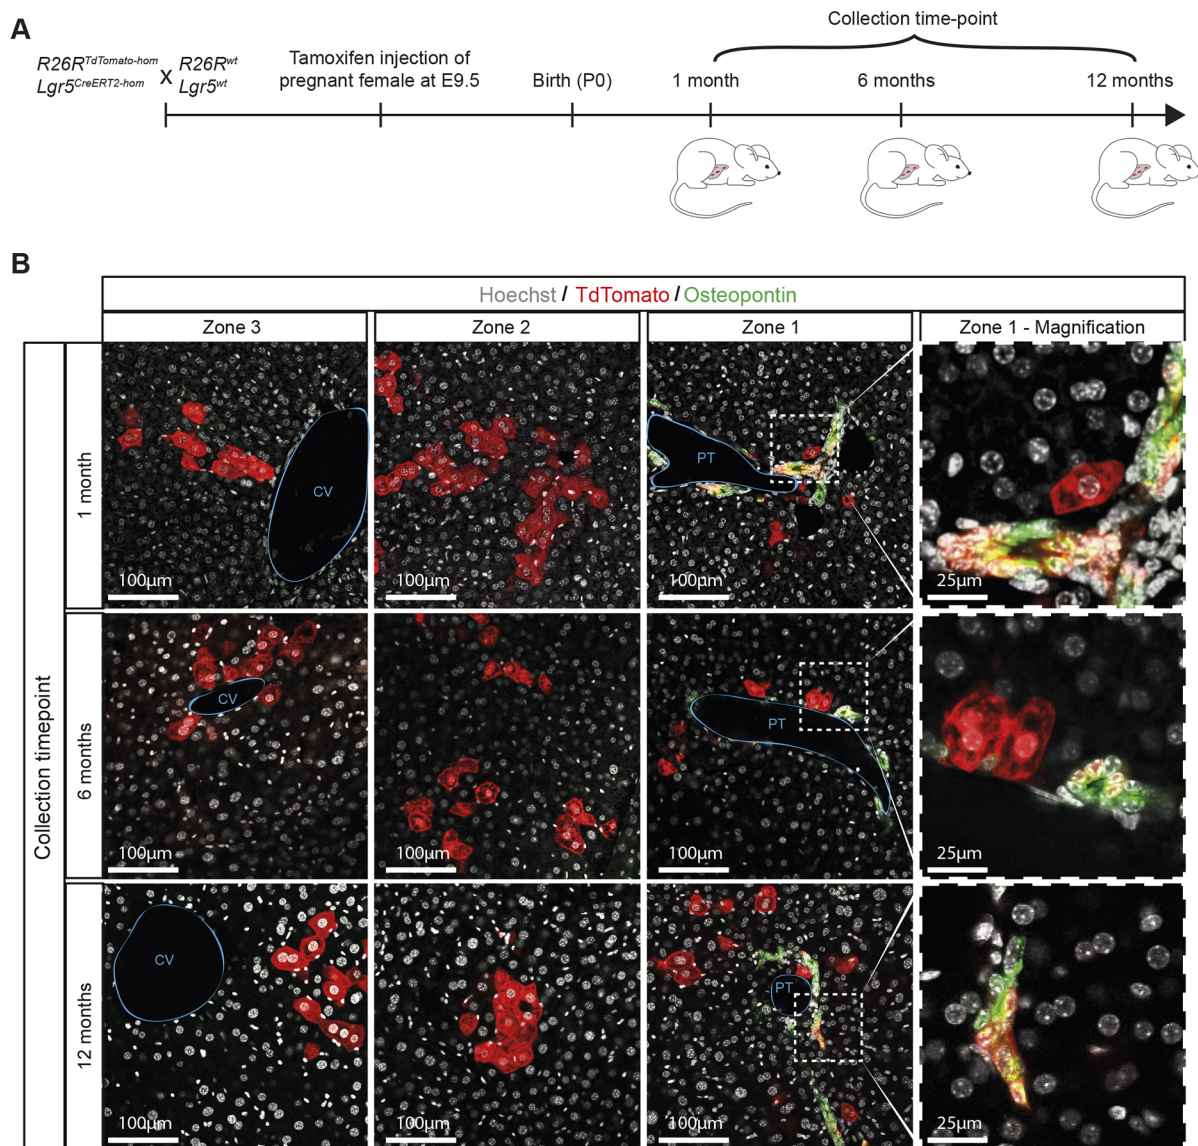 A
Collection time-point
R26R^TdTomato-hom X R26R^wt
Lgr5^CreERT2-hom Lgr5^wt
Tamoxifen injection of
pregnant female at E9.5
Birth (P0)
1 month
6 months
12 months
B
Hoechst / TdTomato / Osteopontin
Zone 3
Zone 2
Zone 1
Zone 1 - Magnification
Collection timepoint
1 month
CV
100µm
100µm
PT
100µm
25µm
6 months
CV
100µm
100µm
PT
100µm
25µm
12 months
CV
100µm
100µm
PT
100µm
25µm